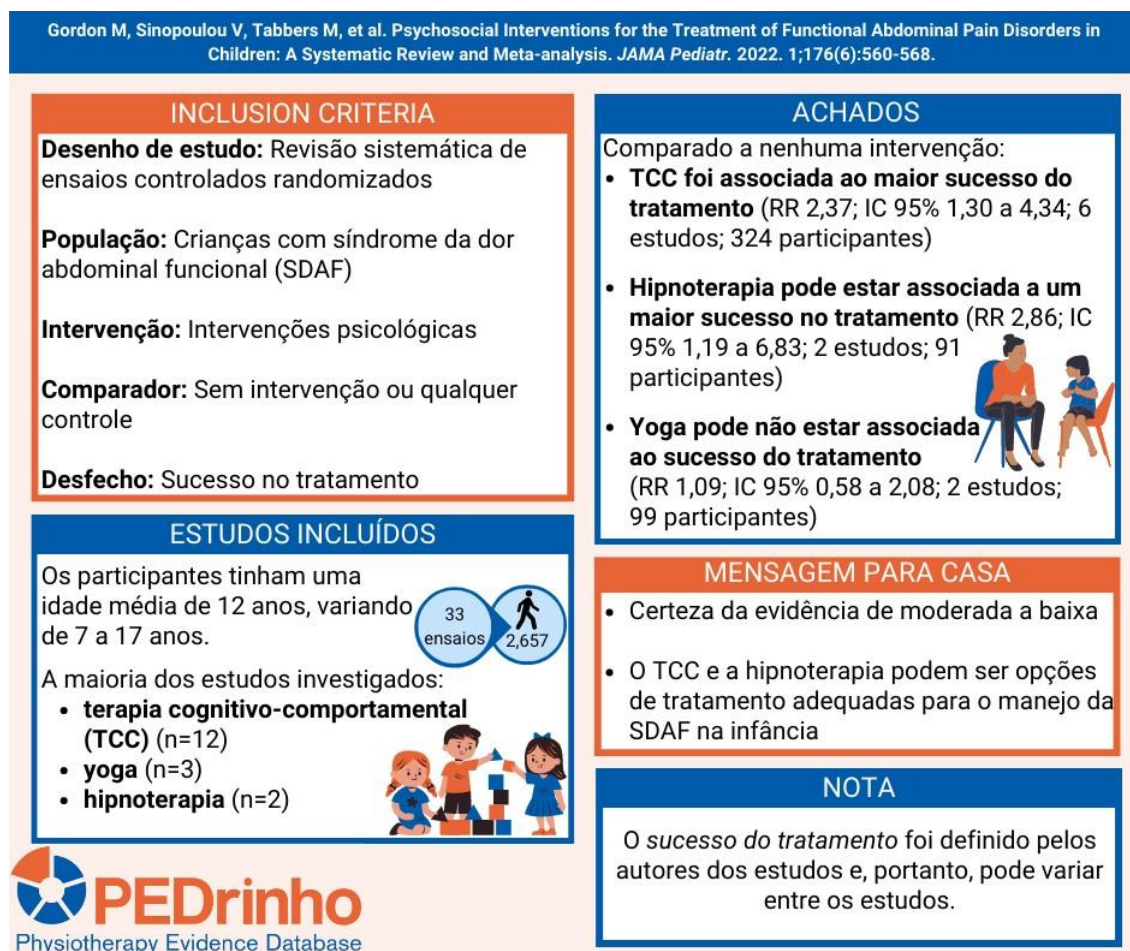 Gordon M, Sinopoulou V, Tabbers M, et al. Psychosocial Interventions for the Treatment of Functional Abdominal Pain Disorders in
Children: A Systematic Review and Meta-analysis. JAMA Pediatr. 2022. 1;176(6):560-568.
INCLUSION CRITERIA
Desenho de estudo: Revisão sistemática de
ensaios controlados randomizados
População: Crianças com síndrome da dor
abdominal funcional (SDAF)
Intervenção: Intervenções psicológicas
Comparador: Sem intervenção ou qualquer
controle
Desfecho: Sucesso no tratamento
ESTUDOS INCLUÍDOS
Os participantes tinham uma
idade média de 12 anos, variando
de 7 a 17 anos.
33
ensaios
2,657
A maioria dos estudos investigados:
• terapia cognitivo-comportamental
(TCC) (n=12)
• yoga (n=3)
• hipnoterapia (n=2)
PEDrinho
Physiotherapy Evidence Database
ACHADOS
Comparado a nenhuma intervenção:
• TCC foi associada ao maior sucesso do
tratamento (RR 2,37; IC 95% 1,30 a 4,34; 6
estudos; 324 participantes)
• Hipnoterapia pode estar associada a um
maior sucesso no tratamento (RR 2,86; IC
95% 1,19 a 6,83; 2 estudos; 91
participantes)
• Yoga pode não estar associada
ao sucesso do tratamento
(RR 1,09; IC 95% 0,58 a 2,08; 2 estudos;
99 participantes)
MENSAGEM PARA CASA
• Certeza da evidência de moderada a baixa
• O TCC e a hipnoterapia podem ser opções
de tratamento adequadas para o manejo da
SDAF na infância
NOTA
O sucesso do tratamento foi definido pelos
autores dos estudos e, portanto, pode variar
entre os estudos.